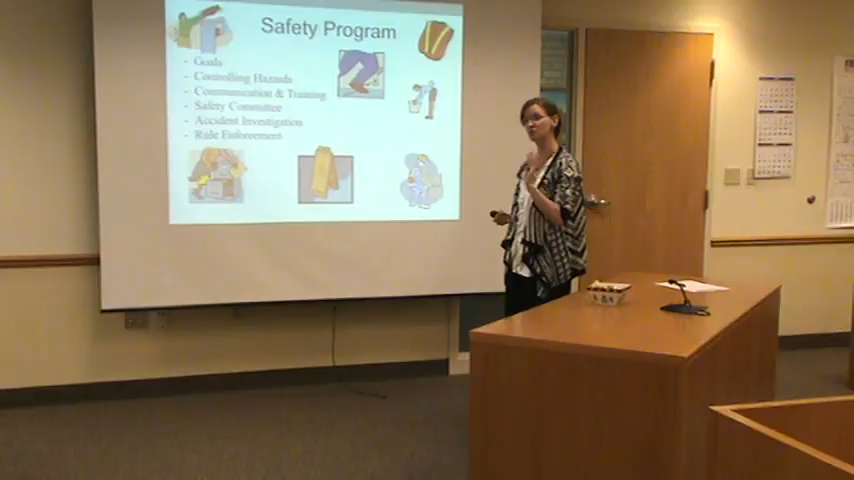 Safety Program
- Goals
- Controlling Hazards
- Communication & Training
- Safety Committee
- Accident Investigation
- Rule Enforcement